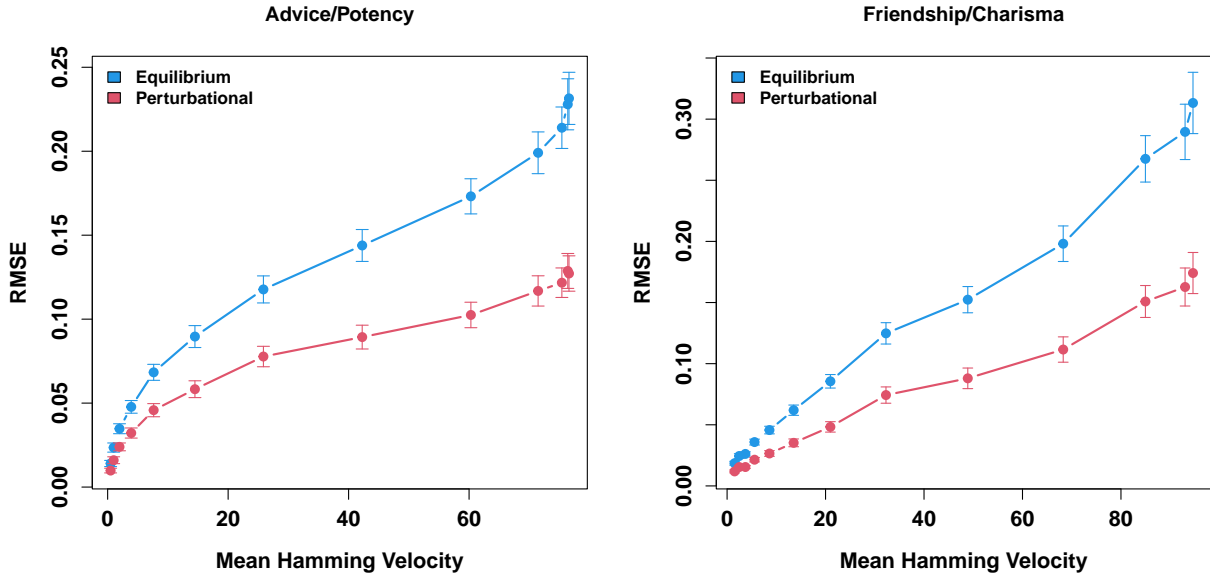 Advice/Potency
Equilibrium
Perturbational
0.25
0.20
0.15
0.10
0.05
0.00
RMSE
0
20
40
60
Mean Hamming Velocity
Friendship/Charisma
Equilibrium
Perturbational
0.30
0.20
0.10
0.00
RMSE
0
20
40
60
80
Mean Hamming Velocity